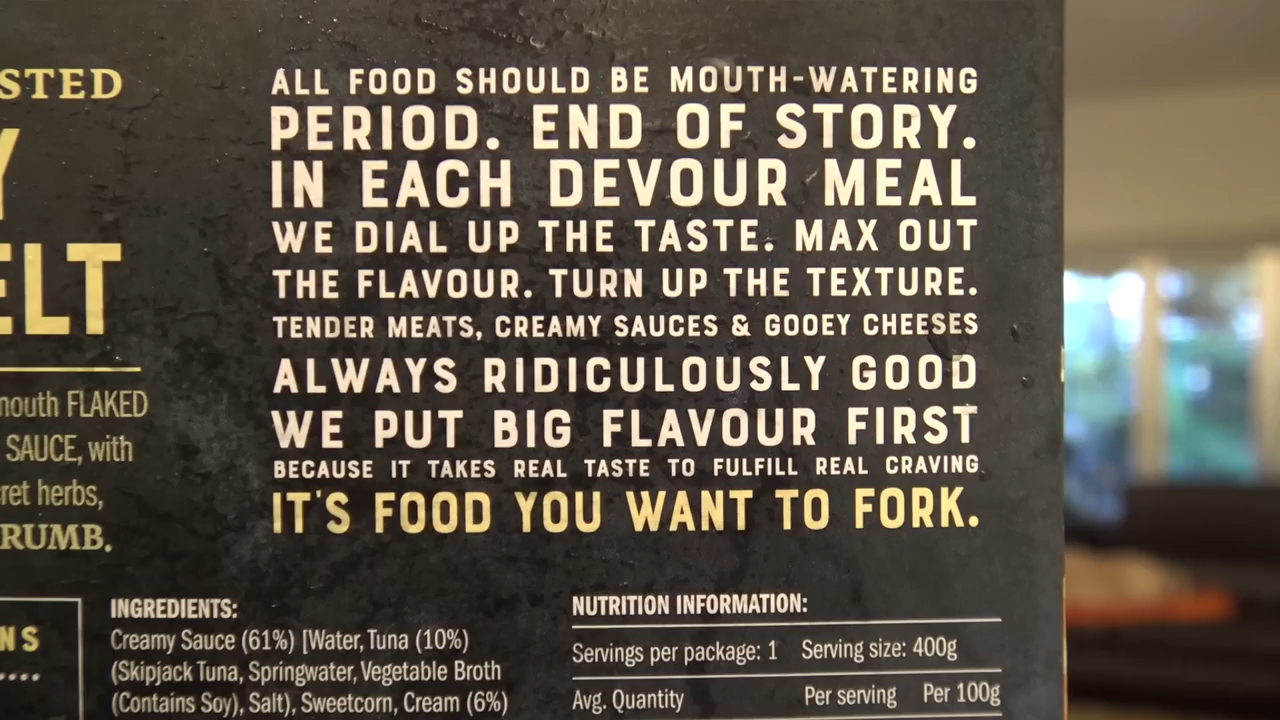 STED
Y
ELT
mouth FLAKED
SAUCE, with
ret herbs,
RUMB.
NS
ALL FOOD SHOULD BE MOUTH-WATERING
PERIOD. END OF STORY.
IN EACH DEVOUR MEAL
WE DIAL UP THE TASTE. MAX OUT
THE FLAVOUR. TURN UP THE TEXTURE.
TENDER MEATS, CREAMY SAUCES & GOOEY CHEESES
ALWAYS RIDICULOUSLY GOOD
WE PUT BIG FLAVOUR FIRST
BECAUSE IT TAKES REAL TASTE TO FULFILL REAL CRAVING
IT'S FOOD YOU WANT TO FORK.
INGREDIENTS:
Creamy Sauce (61%) [Water, Tuna (10%)
(Skipjack Tuna, Springwater, Vegetable Broth
(Contains Soy), Salt), Sweetcorn, Cream (6%)
NUTRITION INFORMATION:
Servings per package: 1 Serving size: 400g
Avg. Quantity Per serving Per 100g